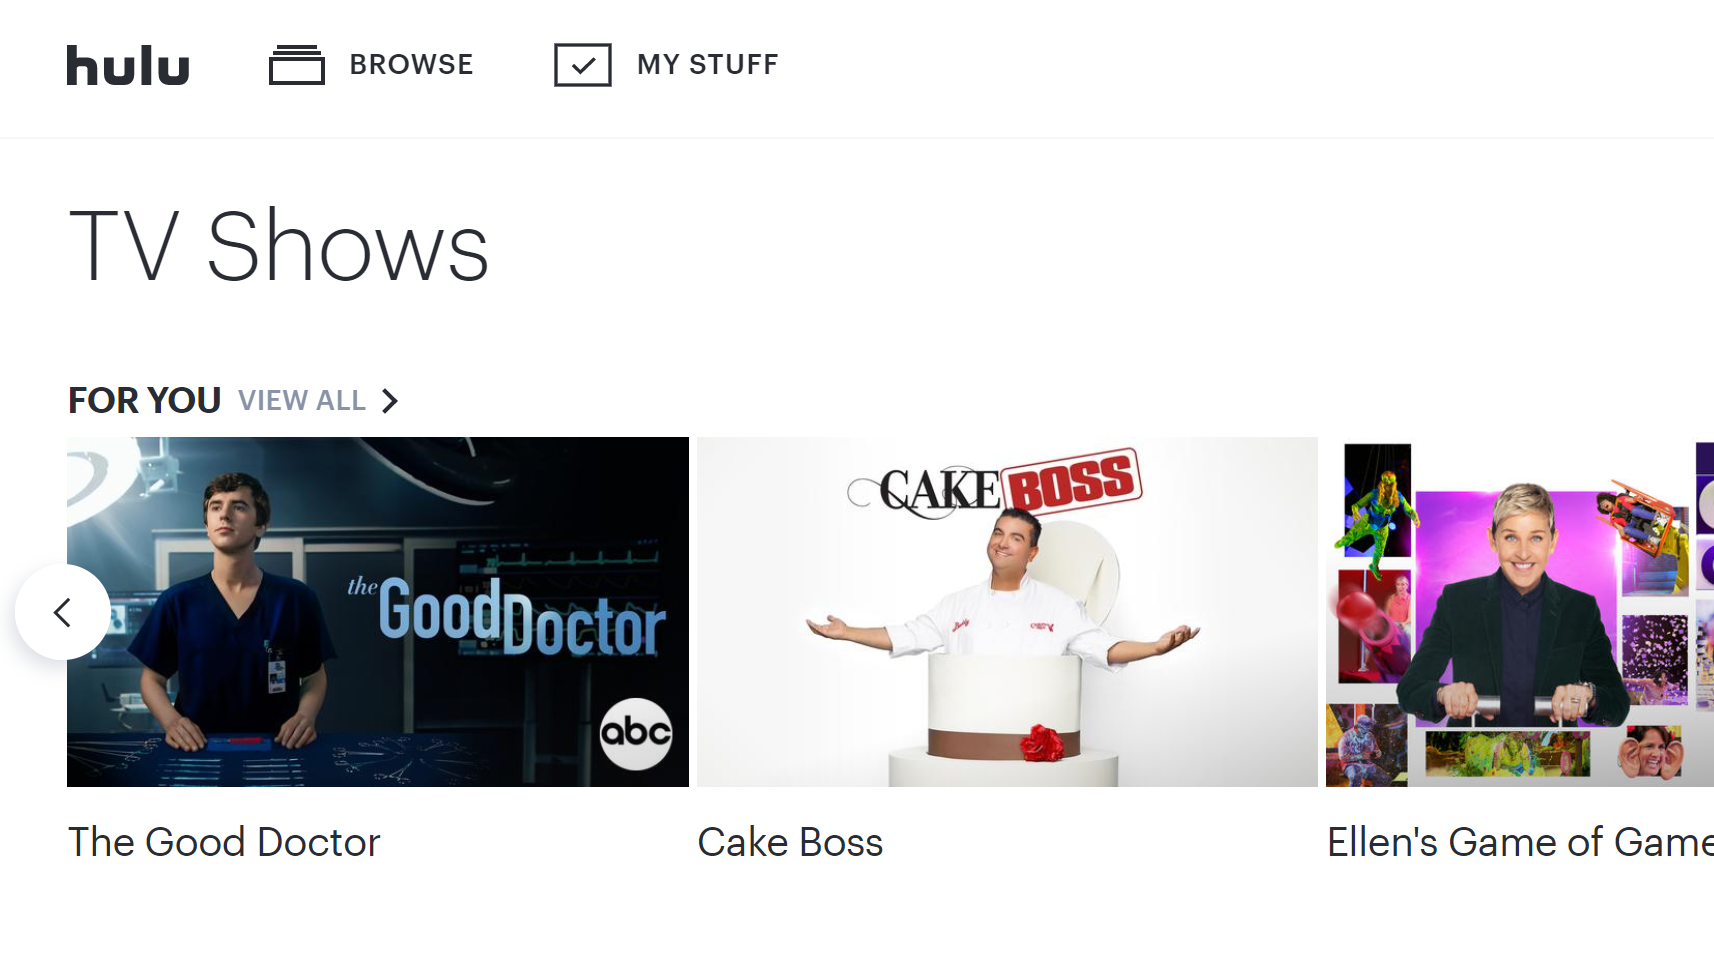 hulu BROWSE MY STUFF
TV Shows
FOR YOU VIEW ALL
the Good Doctor
abc
CAKE BOSS
Buddy
The Good Doctor
Cake Boss
Ellen's Game of Game